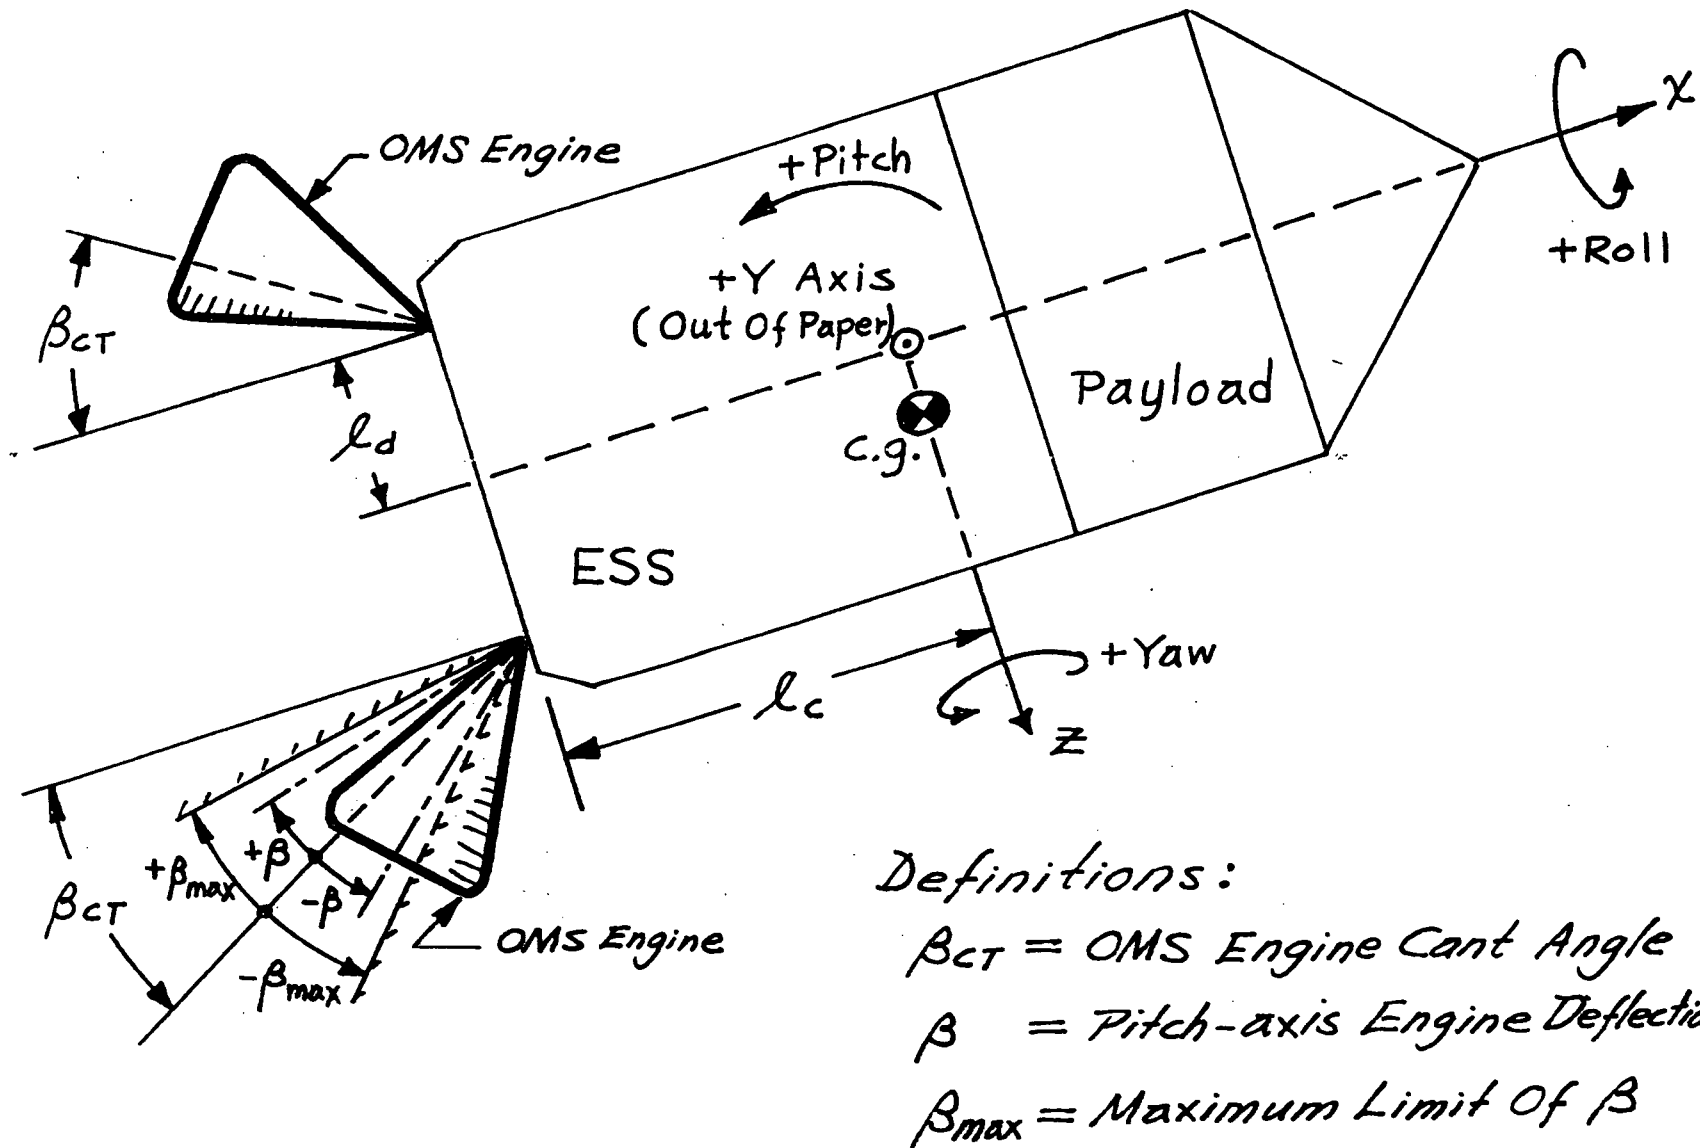 OMS Engine
+Pitch
χ
+Roll
+Y Axis
(Out Of Paper)
βCT
ld
Payload
c.g.
ESS
+Yaw
lc
Z
+β
+βmax
-β
βCT
OMS Engine
-βmax
Definitions:
βCT = OMS Engine Cant Angle
β = Pitch-axis Engine Deflectio
βmax = Maximum Limit Of β